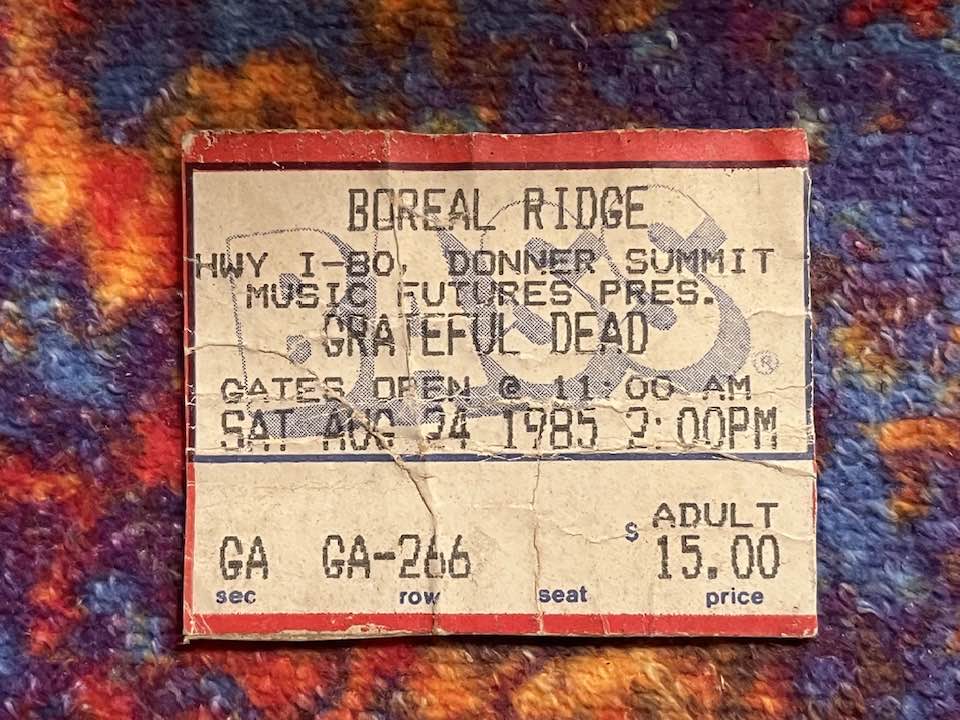 BOREAL RIDGE
HWY I-80, DONNER SUMMIT
MUSIC FUTURES PRES.
GRATEFUL DEAD
GATES OPEN @ 11:00 AM
SAT AUG 24 1985 2:00PM
ADULT
GA GA-266 $ 15.00
sec row seat price
BASS ®